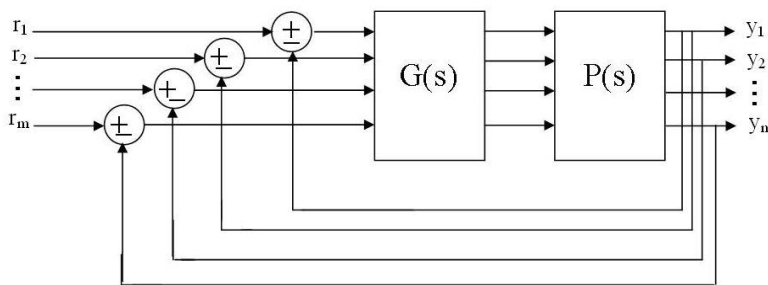 r1 ± G(s) P(s) y1
r2 ± y2
⋮ +- ⋮
rm ± yn